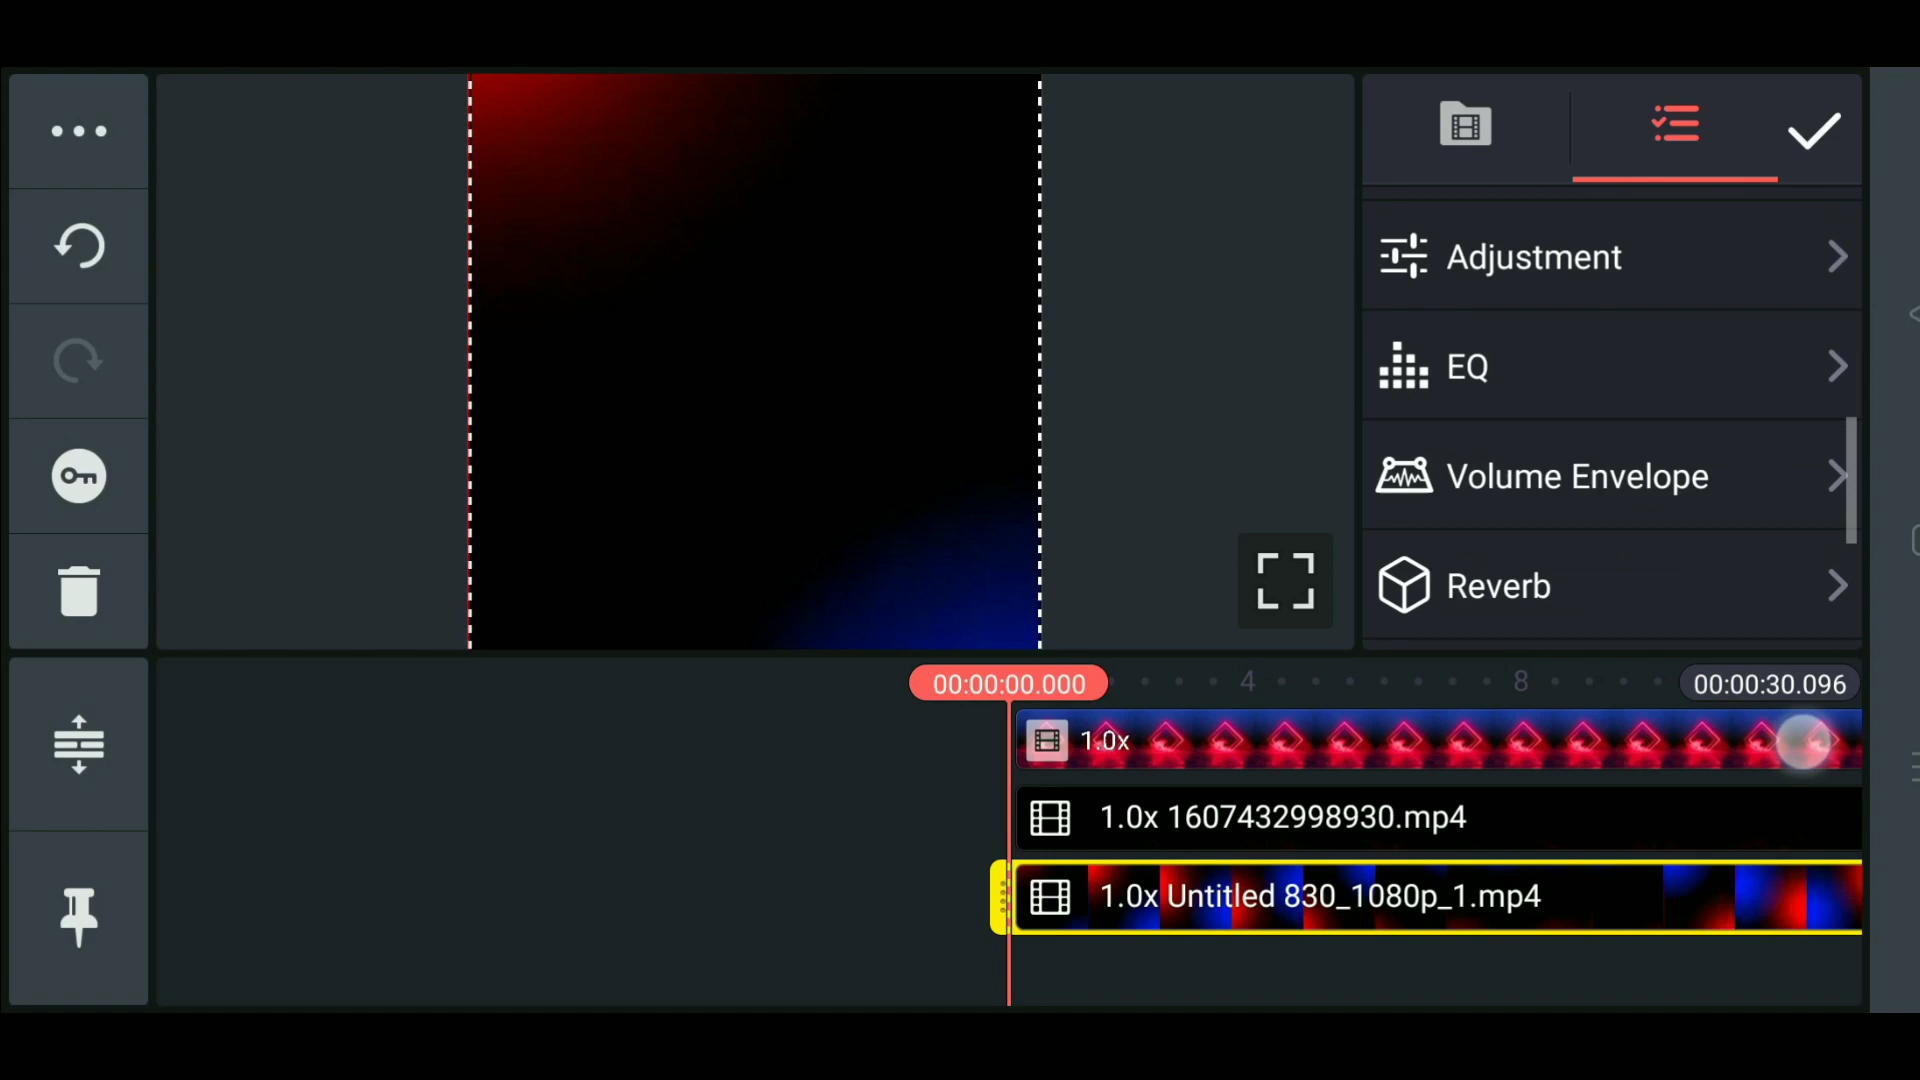 Adjustment
EQ
Volume Envelope
Reverb
00:00:00.000
4
8
00:00:30.096
1.0x
1.0x 1607432998930.mp4
1.0x Untitled 830_1080p_1.mp4